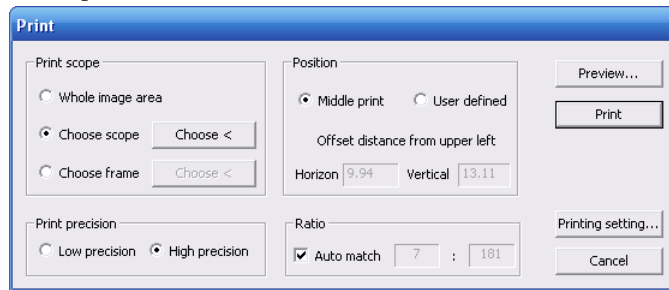 Print
Print scope
Whole image area
Choose scope Choose <
Choose frame Choose <
Position
Middle print User defined
Offset distance from upper left
Horizon 9.94 Vertical 13.11
Preview...
Print
Print precision
Low precision High precision
Ratio
Auto match 7 : 181
Printing setting...
Cancel